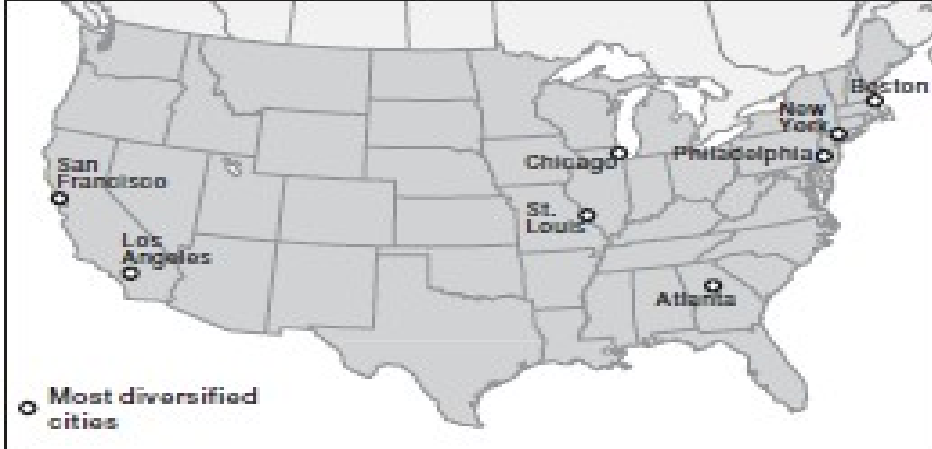 Boston
New
York
Chicago
Philadelphia
San
Francisco
St.
Louis
Los
Angeles
Atlanta
Most diversified
cities